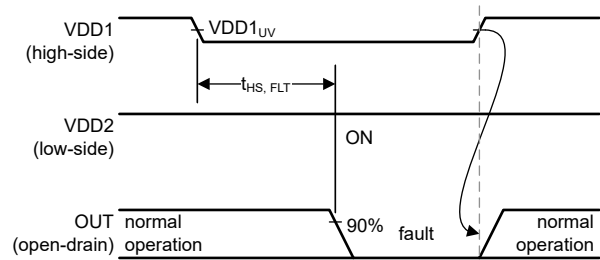 VDD1
(high-side)
VDD1UV
tHS, FLT
VDD2
(low-side)
ON
OUT
(open-drain)
normal
operation
90%
fault
normal
operation